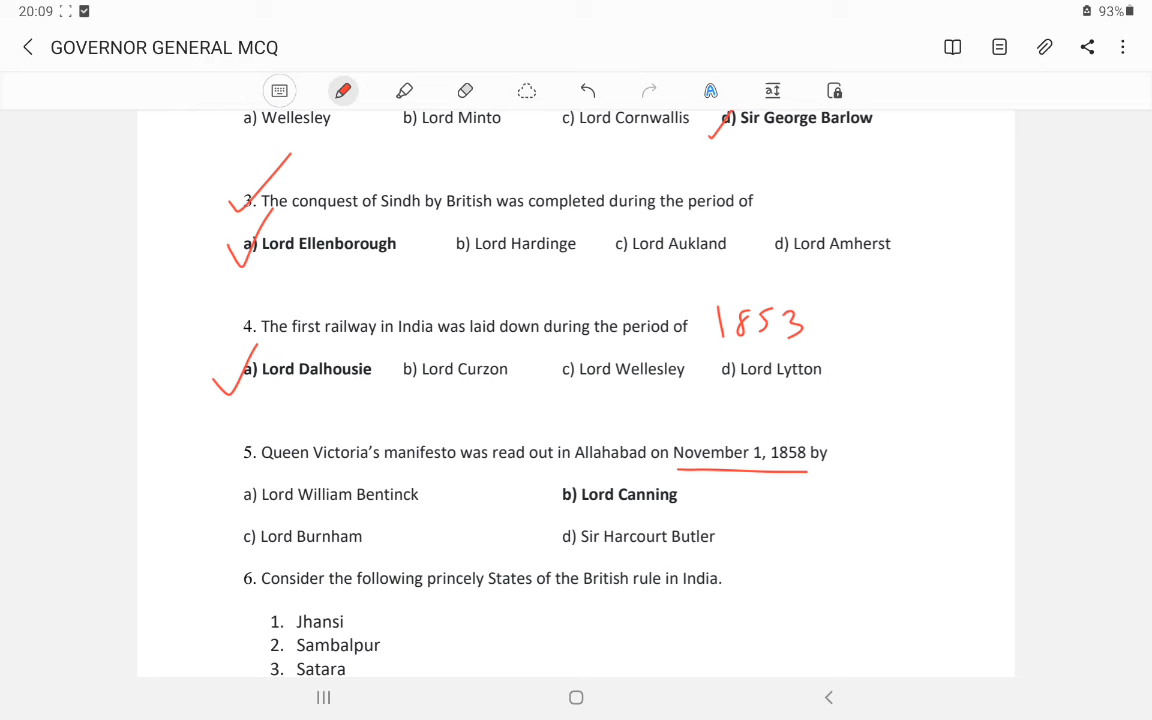 20:09 93%
GOVERNOR GENERAL MCQ
a) Wellesley b) Lord Minto c) Lord Cornwallis d) Sir George Barlow
3. The conquest of Sindh by British was completed during the period of
a) Lord Ellenborough b) Lord Hardinge c) Lord Aukland d) Lord Amherst
4. The first railway in India was laid down during the period of 1853
a) Lord Dalhousie b) Lord Curzon c) Lord Wellesley d) Lord Lytton
5. Queen Victoria’s manifesto was read out in Allahabad on November 1, 1858 by
a) Lord William Bentinck b) Lord Canning
c) Lord Burnham d) Sir Harcourt Butler
6. Consider the following princely States of the British rule in India.
1. Jhansi
2. Sambalpur
3. Satara